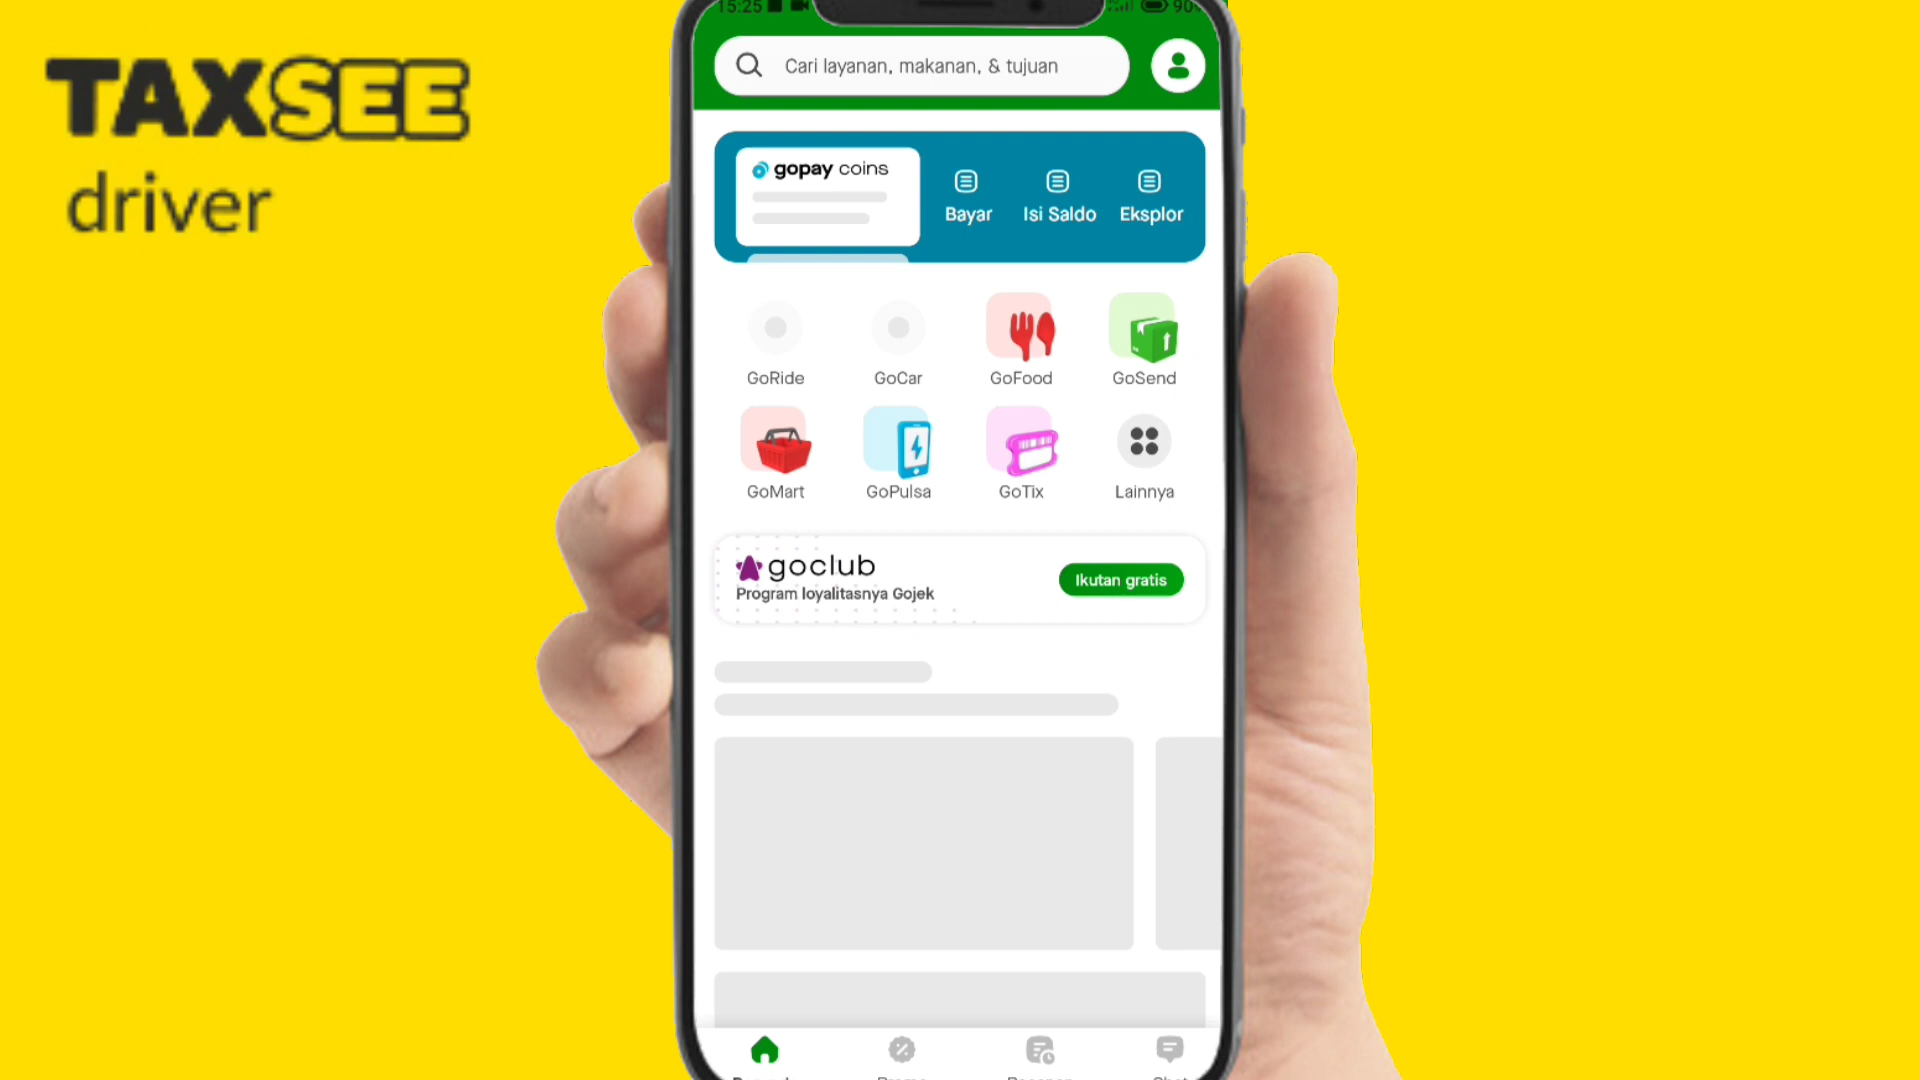 15:25
TAXSEE
driver
Cari layanan, makanan, & tujuan
gopay coins
Bayar
Isi Saldo
Eksplor
GoRide
GoCar
GoFood
GoSend
GoMart
GoPulsa
GoTix
Lainnya
goclub
Program loyalitasnya Gojek
Ikutan gratis